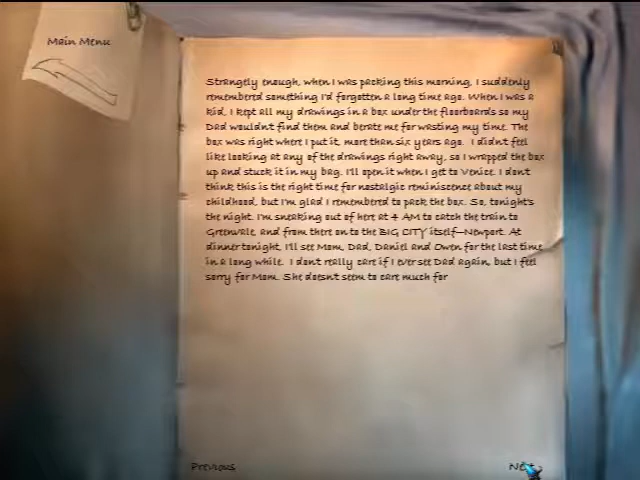 Main Menu
Strangely enough, when I was packing this morning, I suddenly
remembered something I'd forgotten a long time ago. When I was a
kid, I kept all my drawings in a box under the floorboards so my
Dad wouldn't find them and berate me for wasting my time. The
box was right where I put it, more than six years ago. I didn't feel
like looking at any of the drawings right away, so I wrapped the box
up and stuck it in my bag. I'll open it when I get to Venice. I don't
think this is the right time for nostalgic reminiscence about my
childhood, but I'm glad I remembered to pack the box. So, tonight's
the night. I'm sneaking out of here at 4 AM to catch the train to
Greenvale, and from there on to the BIG CITY itself—Newport. At
dinner tonight, I'll see Mom, Dad, Daniel and Owen for the last time
in a long while. I don't really care if I ever see Dad again, but I feel
sorry for Mom. She doesn't seem to care much for
Previous